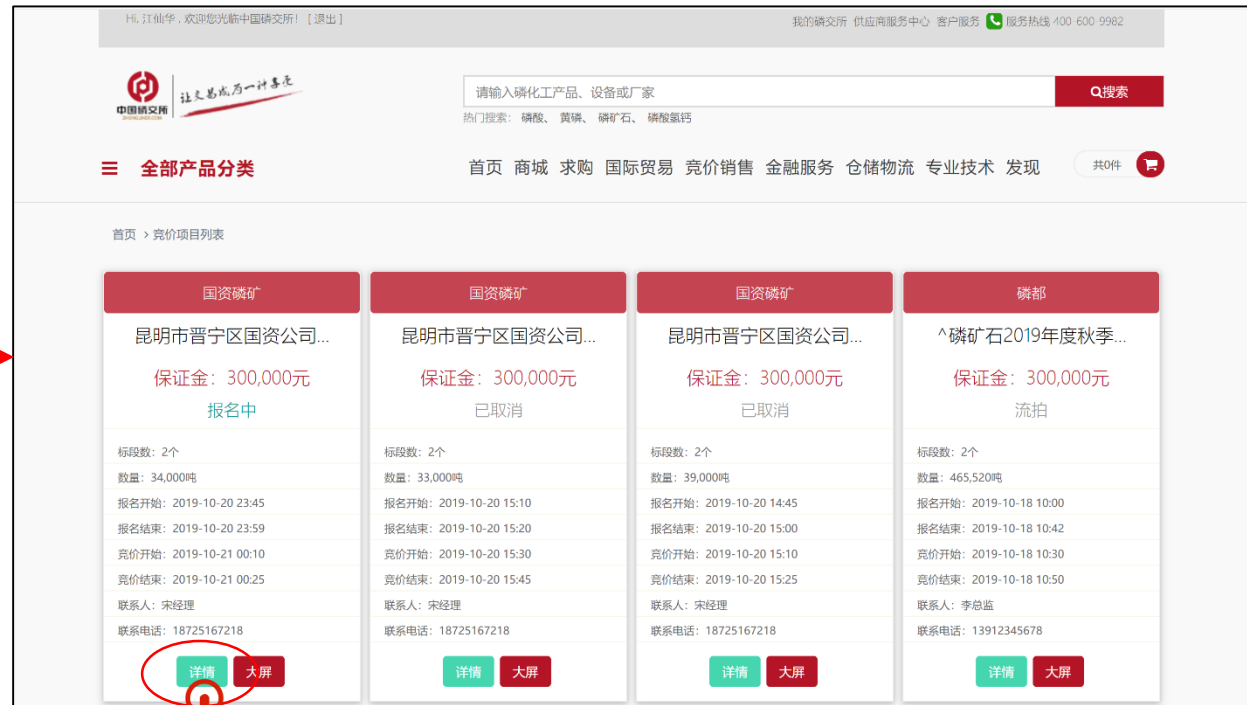 Hi, 江仙华 , 欢迎您光临中国磷交所! [ 退出 ]
我的磷交所 供应商服务中心 客户服务 服务热线 400-600-9982
中国磷交所
让交易成为一种享受
请输入磷化工产品、设备或厂家
搜索
热门搜索: 磷酸、 黄磷、 磷矿石、 磷酸氢钙
全部产品分类
首页 商城 求购 国际贸易 竞价销售 金融服务 仓储物流 专业技术 发现
共0件
首页 > 竞价项目列表
国资磷矿
昆明市晋宁区国资公司...
保证金: 300,000元
报名中
标段数: 2个
数量: 34,000吨
报名开始: 2019-10-20 23:45
报名结束: 2019-10-20 23:59
竞价开始: 2019-10-21 00:10
竞价结束: 2019-10-21 00:25
联系人: 宋经理
联系电话: 18725167218
详情 大屏
国资磷矿
昆明市晋宁区国资公司...
保证金: 300,000元
已取消
标段数: 2个
数量: 33,000吨
报名开始: 2019-10-20 15:10
报名结束: 2019-10-20 15:20
竞价开始: 2019-10-20 15:30
竞价结束: 2019-10-20 15:45
联系人: 宋经理
联系电话: 18725167218
详情 大屏
国资磷矿
昆明市晋宁区国资公司...
保证金: 300,000元
已取消
标段数: 2个
数量: 39,000吨
报名开始: 2019-10-20 14:45
报名结束: 2019-10-20 15:00
竞价开始: 2019-10-20 15:10
竞价结束: 2019-10-20 15:25
联系人: 宋经理
联系电话: 18725167218
详情 大屏
磷都
^磷矿石2019年度秋季...
保证金: 300,000元
流拍
标段数: 2个
数量: 465,520吨
报名开始: 2019-10-18 10:00
报名结束: 2019-10-18 10:42
竞价开始: 2019-10-18 10:30
竞价结束: 2019-10-18 10:50
联系人: 李总监
联系电话: 13912345678
详情 大屏